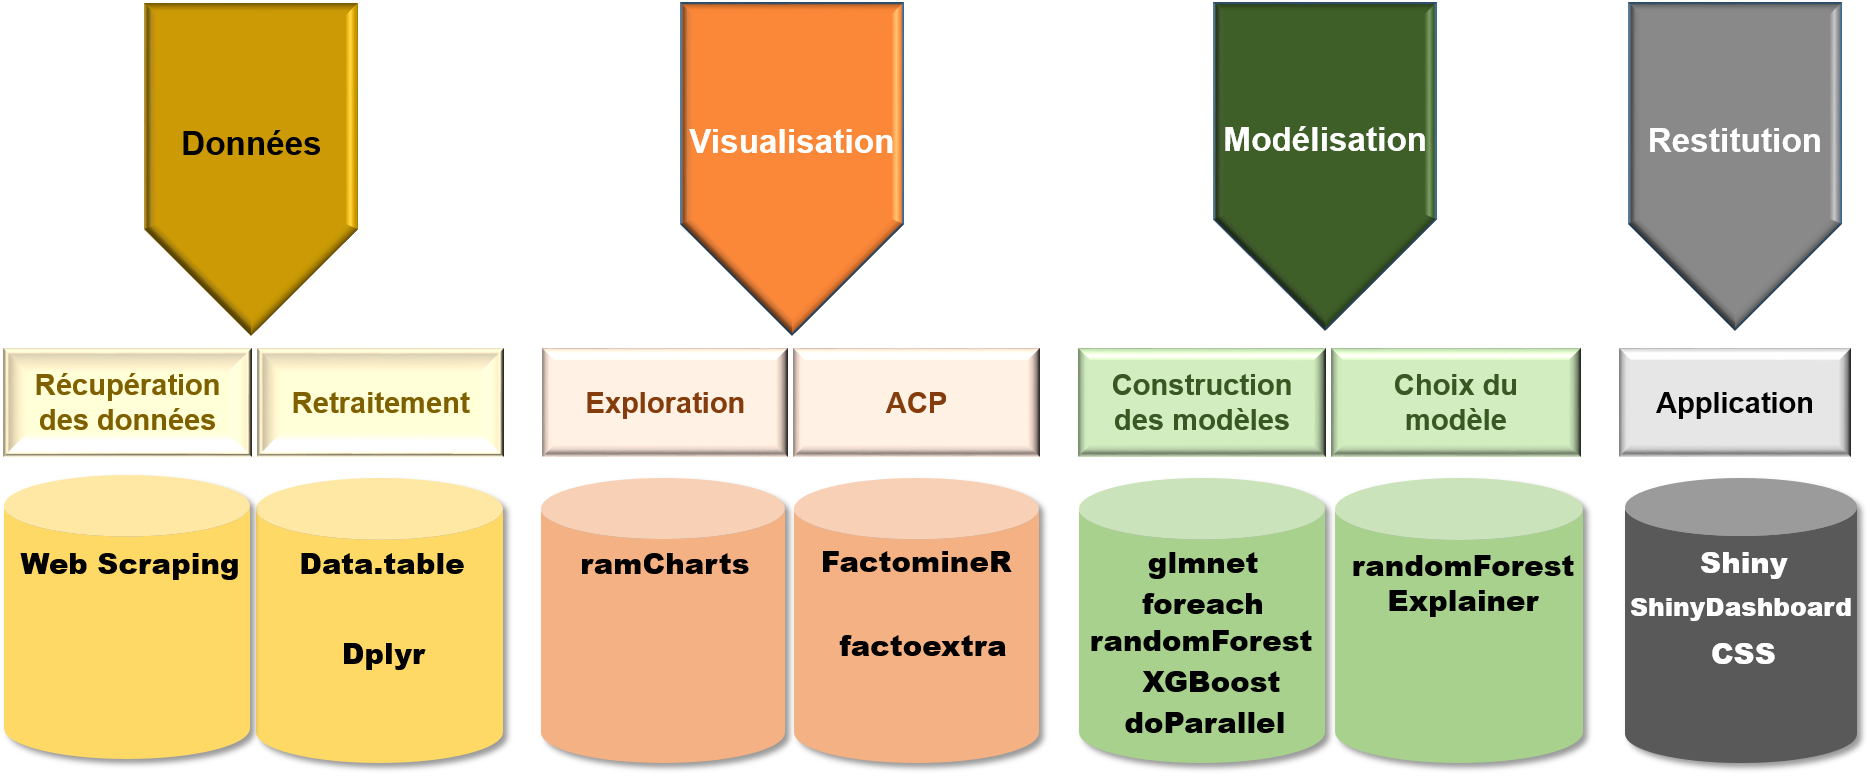 Données
Visualisation
Modélisation
Restitution
Récupération
des données
Retraitement
Exploration
ACP
Construction
des modèles
Choix du
modèle
Application
Web Scraping
Data.table
Dplyr
ramCharts
FactomineR
factoextra
glmnet
foreach
randomForest
XGBoost
doParallel
randomForest
Explainer
Shiny
ShinyDashboard
CSS